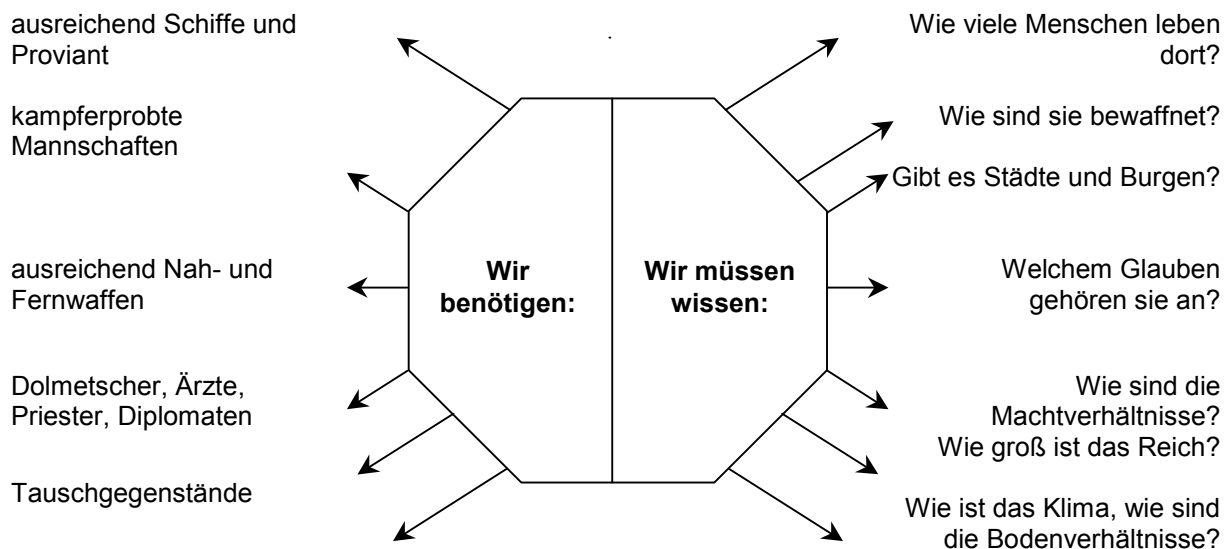 ausreichend Schiffe und
Proviant
kampferprobte
Mannschaften
ausreichend Nah- und
Fernwaffen
Dolmetscher, Ärzte,
Priester, Diplomaten
Tauschgegenstände
Wir
benötigen:
Wir müssen
wissen:
Wie viele Menschen leben
dort?
Wie sind sie bewaffnet?
Gibt es Städte und Burgen?
Welchem Glauben
gehören sie an?
Wie sind die
Machtverhältnisse?
Wie groß ist das Reich?
Wie ist das Klima, wie sind
die Bodenverhältnisse?